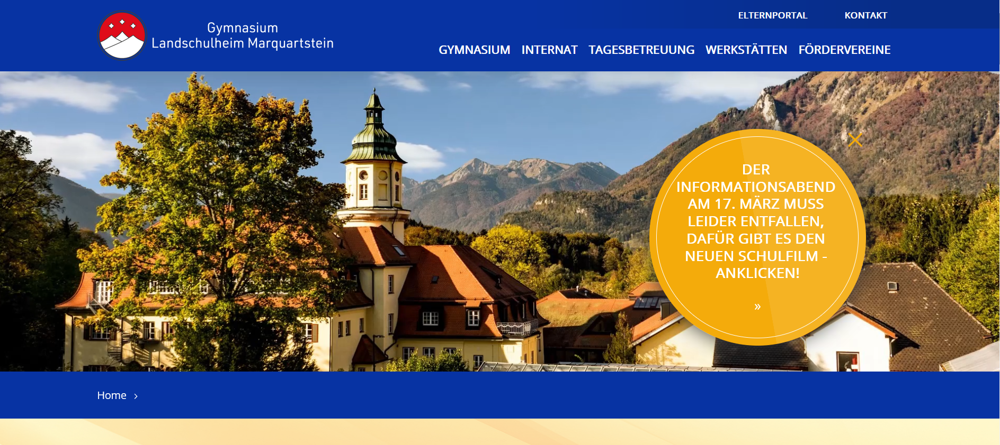 ELTERNPORTAL KONTAKT
Gymnasium
Landschulheim Marquartstein
GYMNASIUM INTERNAT TAGESBETREUUNG WERKSTÄTTEN FÖRDERVEREINE
DER
INFORMATIONSABEND
AM 17. MÄRZ MUSS
LEIDER ENTFALLEN,
DAFÜR GIBT ES DEN
NEUEN SCHULFILM -
ANKLICKEN!
»
Home >